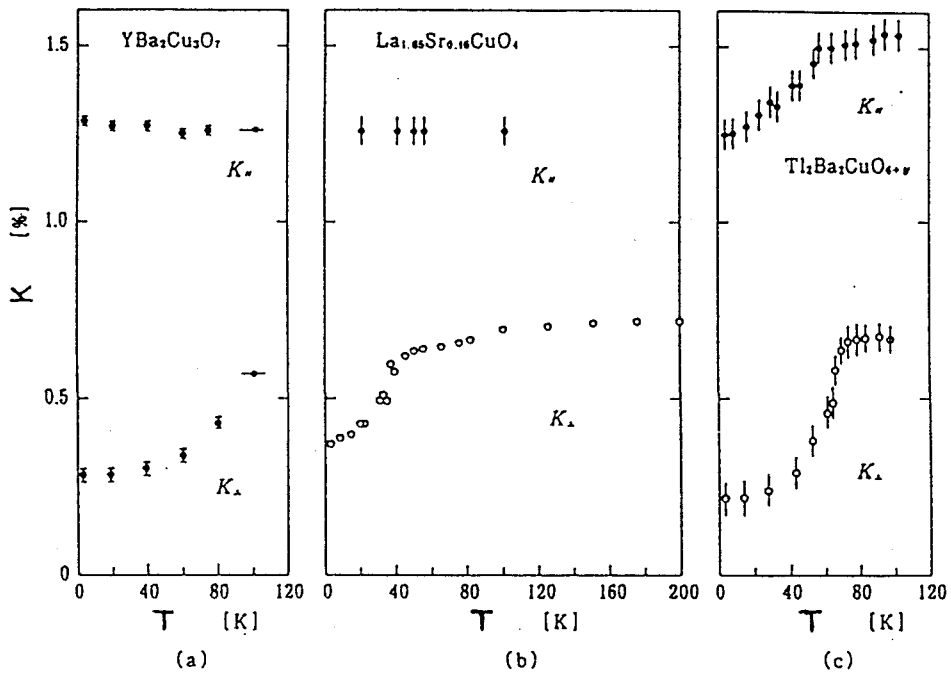 YBa₂Cu₃O₇
La₁.₈₅Sr₀.₁₆CuO₄
Tl₂Ba₂CuO₆₊y
K∥
K∥
K∥
K⊥
K⊥
K⊥
K [%]
1.5
1.0
0.5
0
0 40 80 120
0 40 80 120 160 200
0 40 80 120
T [K]
T [K]
T [K]
(a)
(b)
(c)